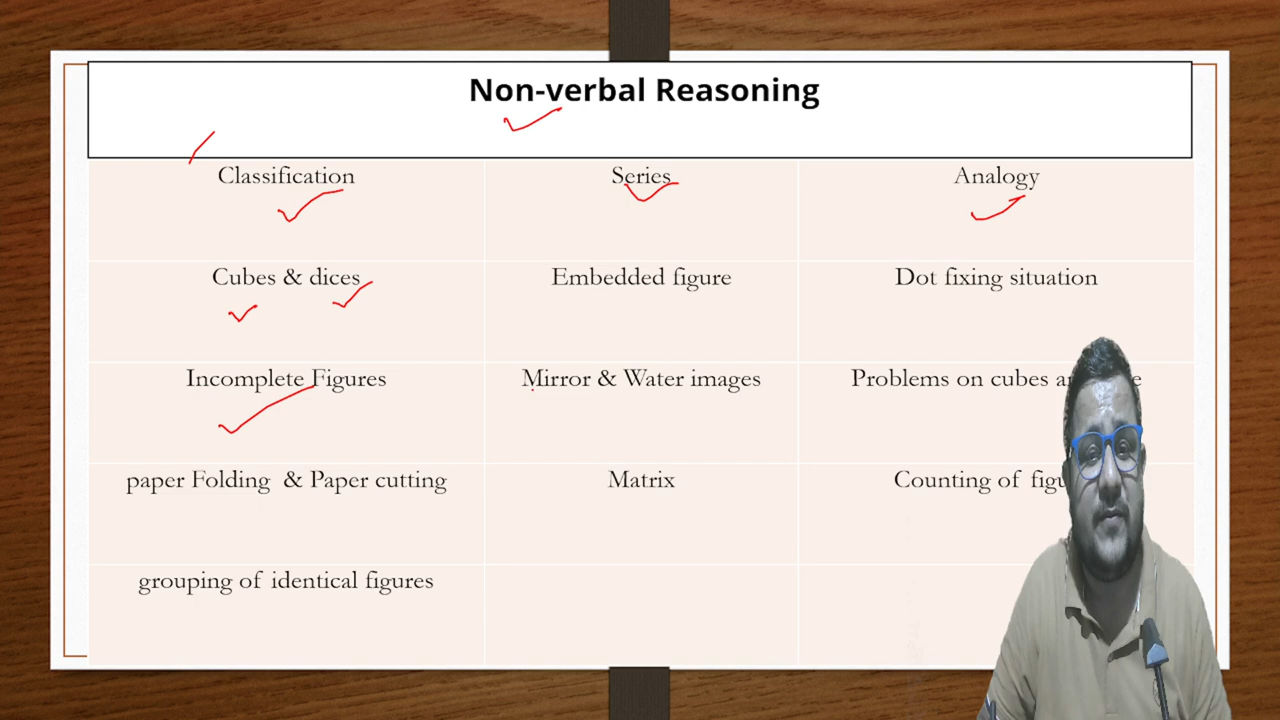 Non-verbal Reasoning
Classification Series Analogy
Cubes & dices Embedded figure Dot fixing situation
Incomplete Figures Mirror & Water images Problems on cubes
paper Folding & Paper cutting Matrix Counting of
grouping of identical figures